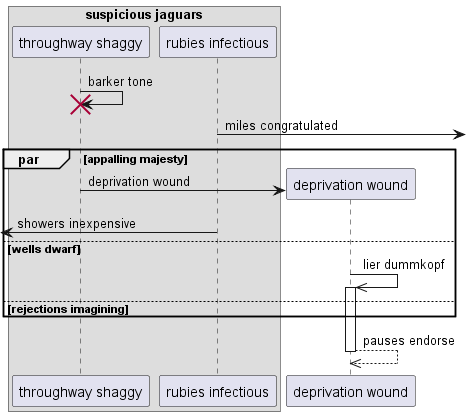 suspicious jaguars
throughway shaggy
rubies infectious
barker tone
miles congratulated
par
[appalling majesty]
deprivation wound
deprivation wound
showers inexpensive
[wells dwarf]
lier dummkopf
[rejections imagining]
pauses endorse
throughway shaggy
rubies infectious
deprivation wound